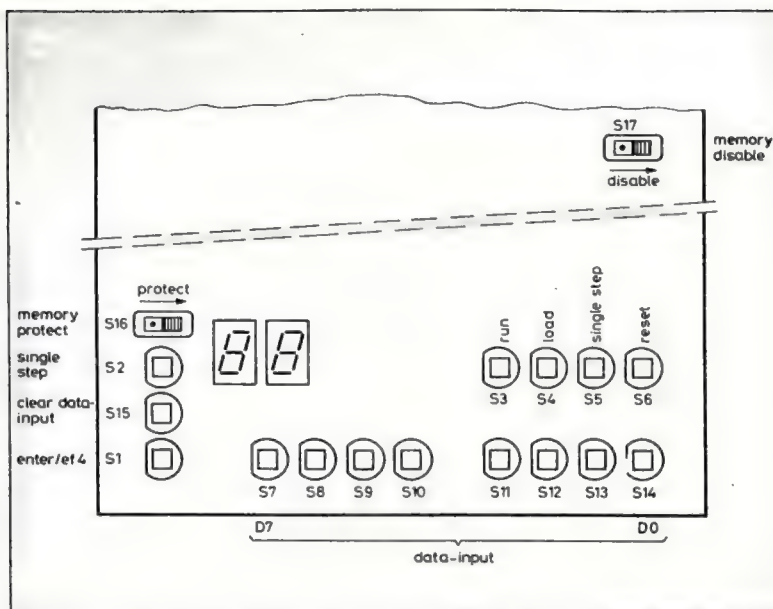 S17
memory
disable
disable
protect
memory
protect
S16
single
step
S2
clear data-
input
S15
enter/ef4
S1
run
load
single step
reset
S3
S4
S5
S6
S7
S8
S9
S10
S11
S12
S13
S14
D7
D0
data-input